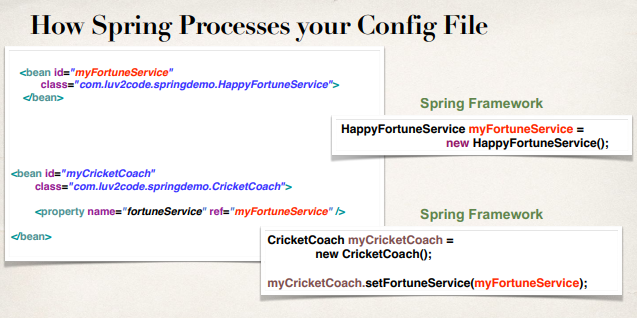 How Spring Processes your Config File
<bean id="myFortuneService"
class="com.luv2code.springdemo.HappyFortuneService">
</bean>
Spring Framework
HappyFortuneService myFortuneService =
new HappyFortuneService();
<bean id="myCricketCoach"
class="com.luv2code.springdemo.CricketCoach">
<property name="fortuneService" ref="myFortuneService" />
</bean>
Spring Framework
CricketCoach myCricketCoach =
new CricketCoach();
myCricketCoach.setFortuneService(myFortuneService);